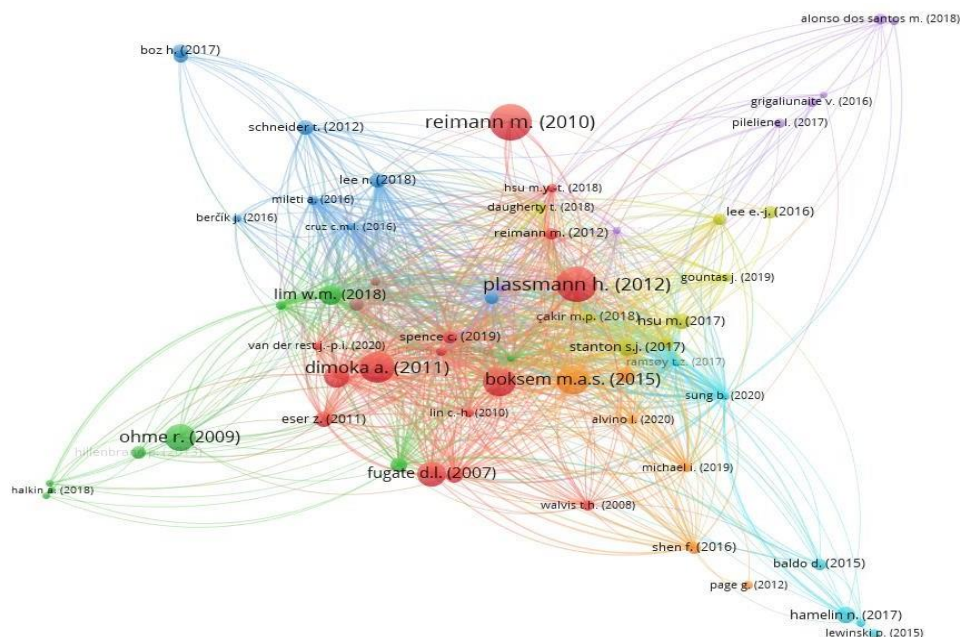 alonso dos santos m. (2018)
boz h. (2017)
grigaliunaite v. (2016)
reimann m. (2010)
pileliene l. (2017)
schneider t. (2012)
lee n. (2018)
hsu m.y.-t. (2018)
mileti a. (2016)
daugherty t. (2018)
lee e.-j. (2016)
berčík j. (2016)
cruz c.m.l. (2016)
reimann m. (2012)
gountas j. (2019)
plassmann h. (2012)
lim w.m. (2018)
çakir m.p. (2018)
hsu m. (2017)
spence c. (2019)
van der rest j.-p.i. (2020)
stanton s.j. (2017)
ramsøy t.z. (2017)
dimoka a. (2011)
boksem m.a.s. (2015)
sung b. (2020)
lin c.-h. (2010)
eser z. (2011)
alvino l. (2020)
ohme r. (2009)
michael i. (2019)
fugate d.l. (2007)
halkin a. (2018)
walvis t.h. (2008)
shen f. (2016)
baldo d. (2015)
page g. (2012)
hamelin n. (2017)
lewinski p. (2015)